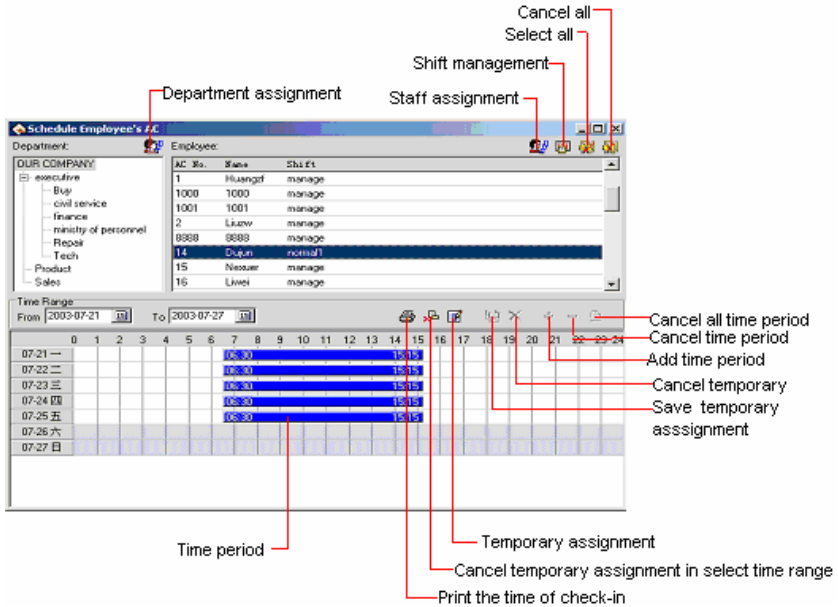 Cancel all
Select all
Shift management
Department assignment
Staff assignment
Schedule Employee's AC
Department:
Employee:
OUR COMPANY
executive
Buy
civil service
finance
ministy of personnel
Repair
Tech
Product
Sales
AC No. Name Shift
1 Huangzf manage
1000 1000 manage
1001 1001 manage
2 Liuzw manage
8888 8888 manage
14 Dujun normal1
15 Nexuer manage
16 Liwei manage
Time Range
From 2003-07-21 To 2003-07-27
Cancel all time period
Cancel time period
Add time period
Cancel temporary
Save temporary
asssignment
0 1 2 3 4 5 6 7 8 9 10 11 12 13 14 15 16 17 18 19 20 21 22 23 24
07-21 一 06:30 15:15
07-22 二 06:30 15:15
07-23 三 06:30 15:15
07-24 四 06:30 15:15
07-25 五 06:30 15:15
07-26 六
07-27 日
Time period
Temporary assignment
Cancel temporary assignment in select time range
Print the time of check-in